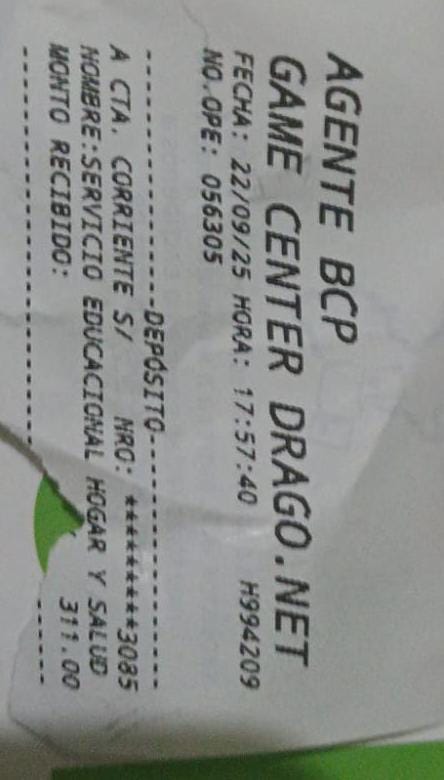 AGENTE BCP
GAME CENTER DRAGO.NET
FECHA: 22/09/25 HORA: 17:57:40 H994209
NO.OPE: 056305
---------------DEPÓSITO---------------
A CTA. CORRIENTE S/ NRO: *********3085
NOMBRE:SERVICIO EDUCACIONAL HOGAR Y SALUD
MONTO RECIBIDO: 311.00